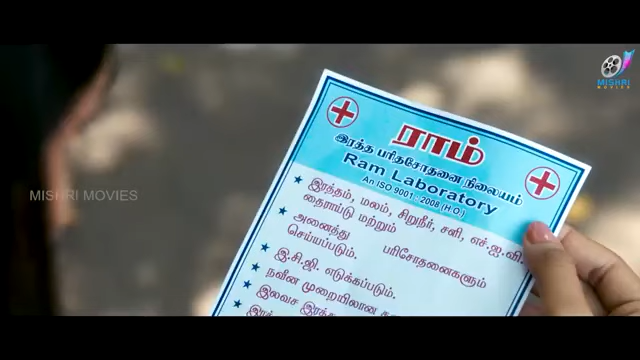 MISHRI
MOVIES
MISHRI MOVIES
ராம்
இரத்த பரிசோதனை நிலையம்
Ram Laboratory
An ISO 9001 - 2008 (H.O.)
★ இரத்தம், மலம், சிறுநீர், சளி, எச்.ஐ.வி.
தைராய்டு மற்றும்
★ அனைத்து பரிசோதனைகளும்
செய்யப்படும்.
★ இ.சி.ஜி. எடுக்கப்படும்.
★ நவீன முறையிலான
★ இலவச